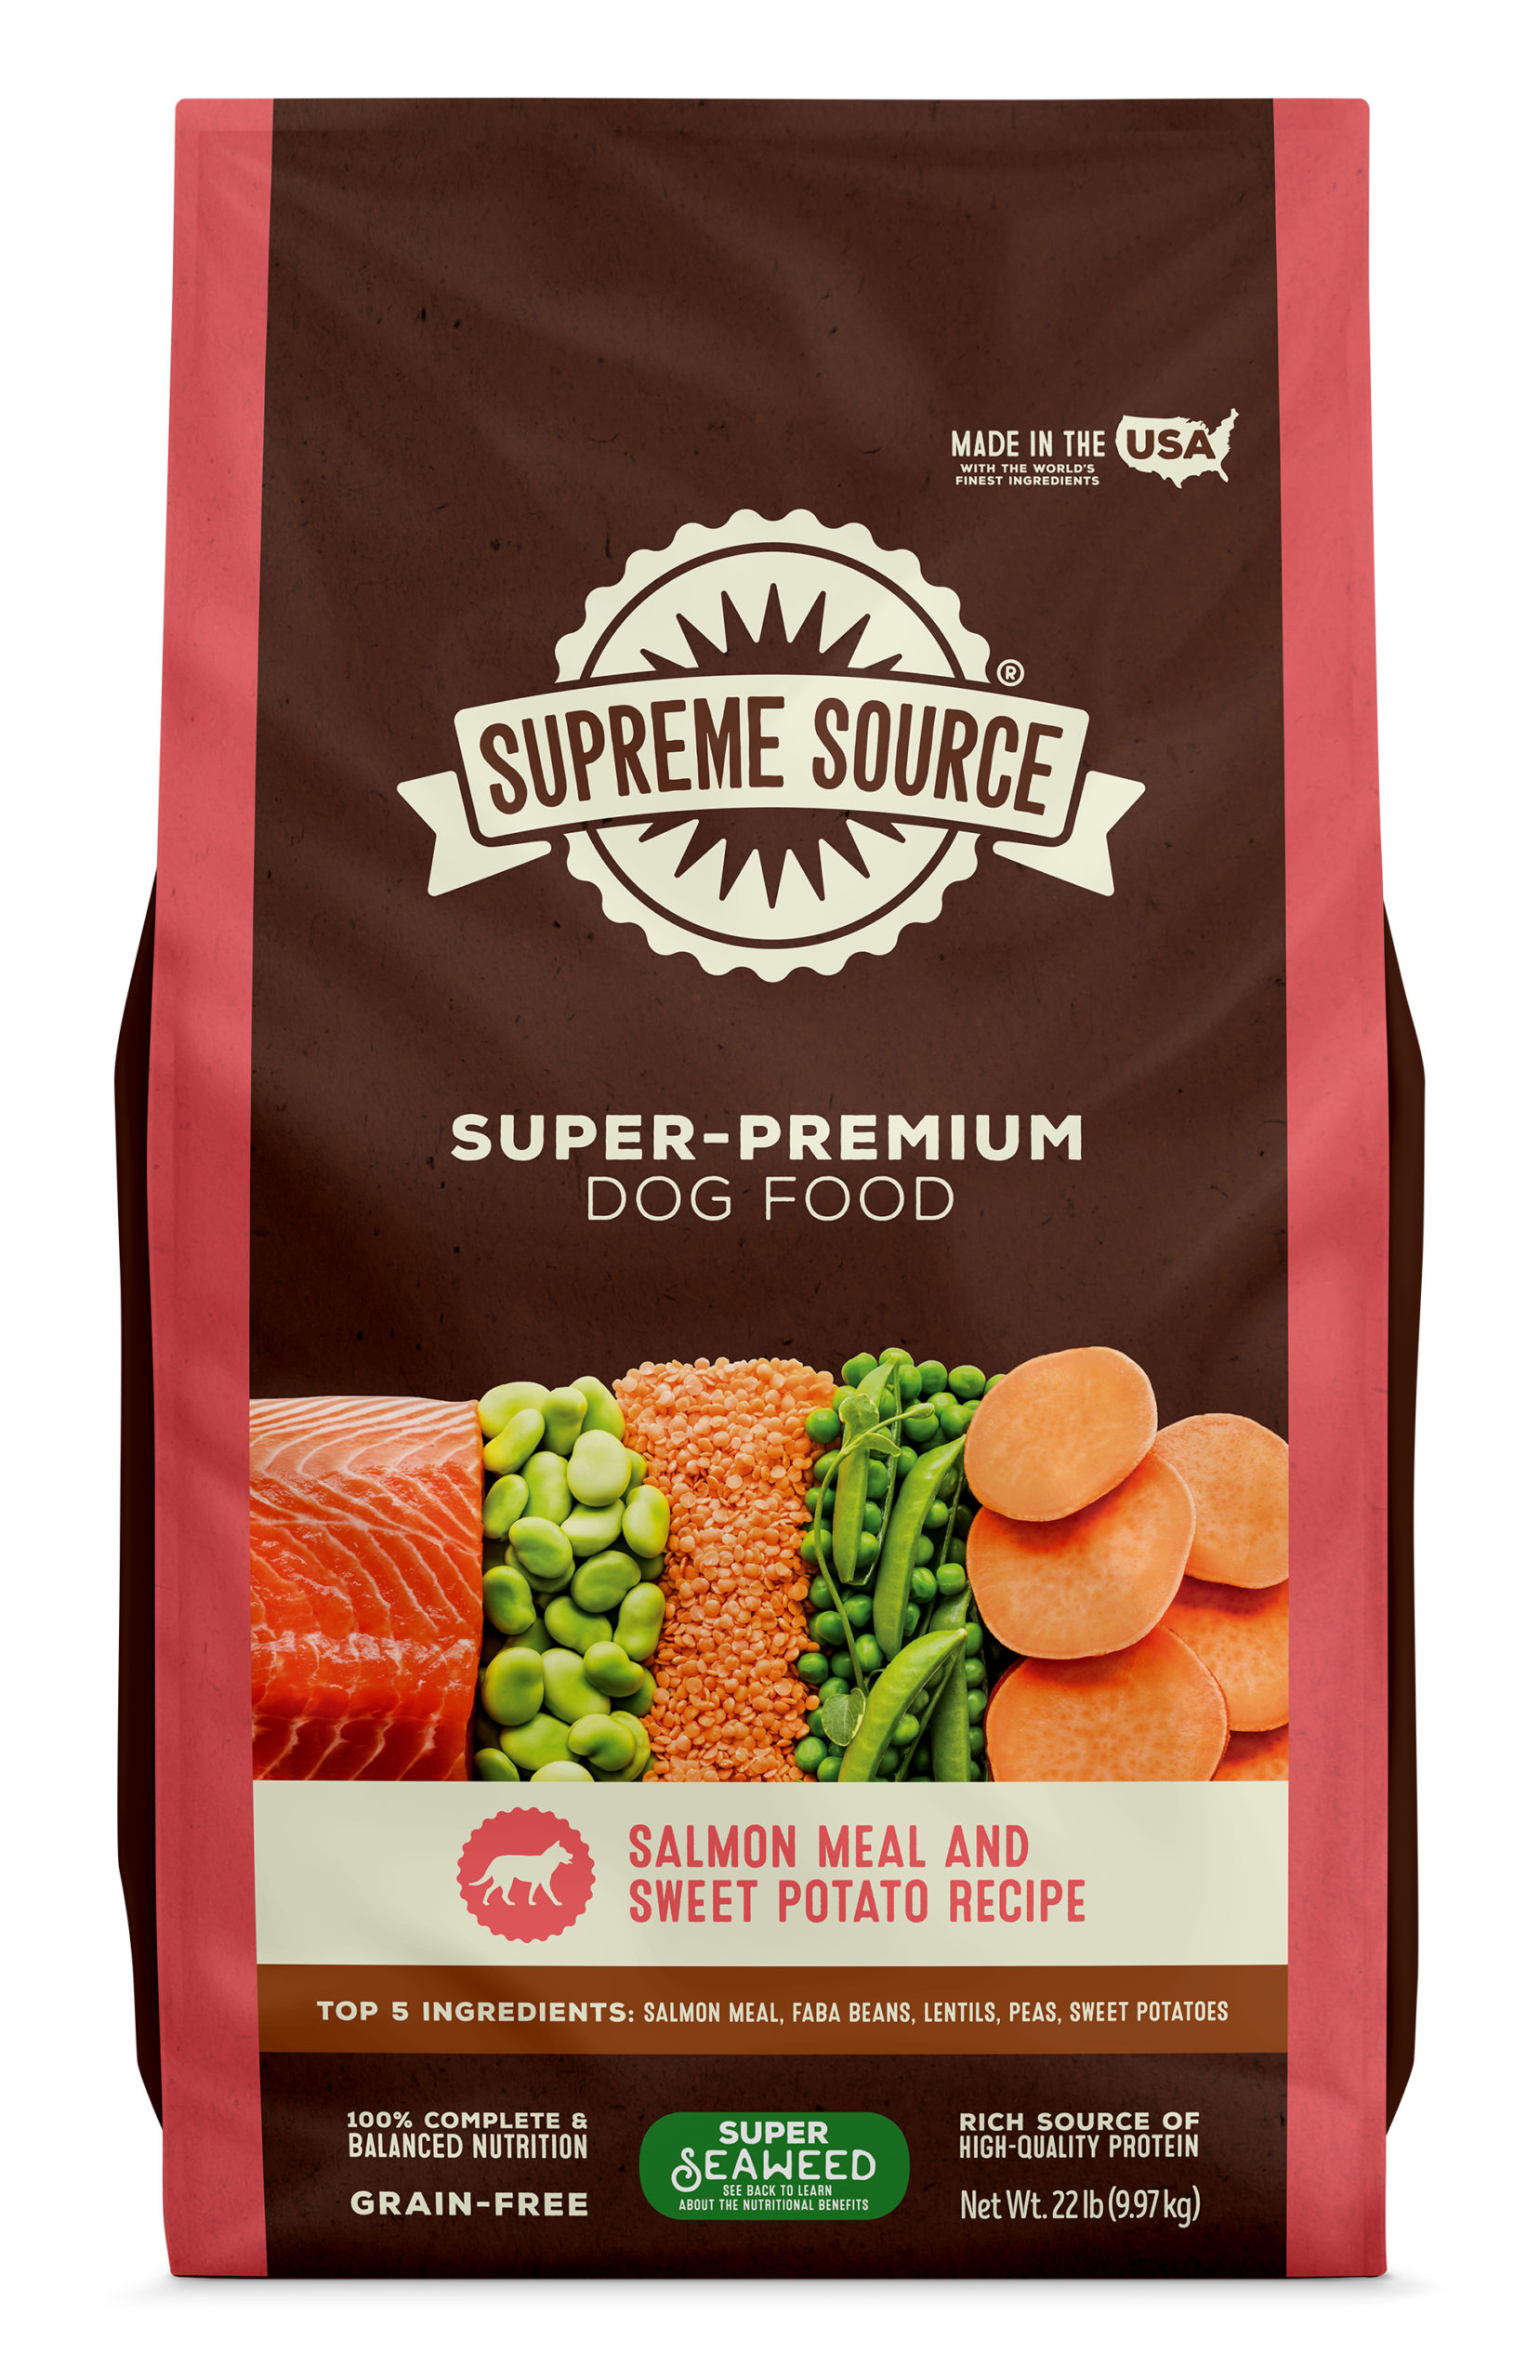 MADE IN THE USA
WITH THE WORLD'S
FINEST INGREDIENTS
SUPREME SOURCE®
SUPER-PREMIUM
DOG FOOD
SALMON MEAL AND
SWEET POTATO RECIPE
TOP 5 INGREDIENTS: SALMON MEAL, FABA BEANS, LENTILS, PEAS, SWEET POTATOES
100% COMPLETE &
BALANCED NUTRITION
GRAIN-FREE
SUPER
SEAWEED
SEE BACK TO LEARN
ABOUT THE NUTRITIONAL BENEFITS
RICH SOURCE OF
HIGH-QUALITY PROTEIN
Net Wt. 22 lb (9.97 kg)